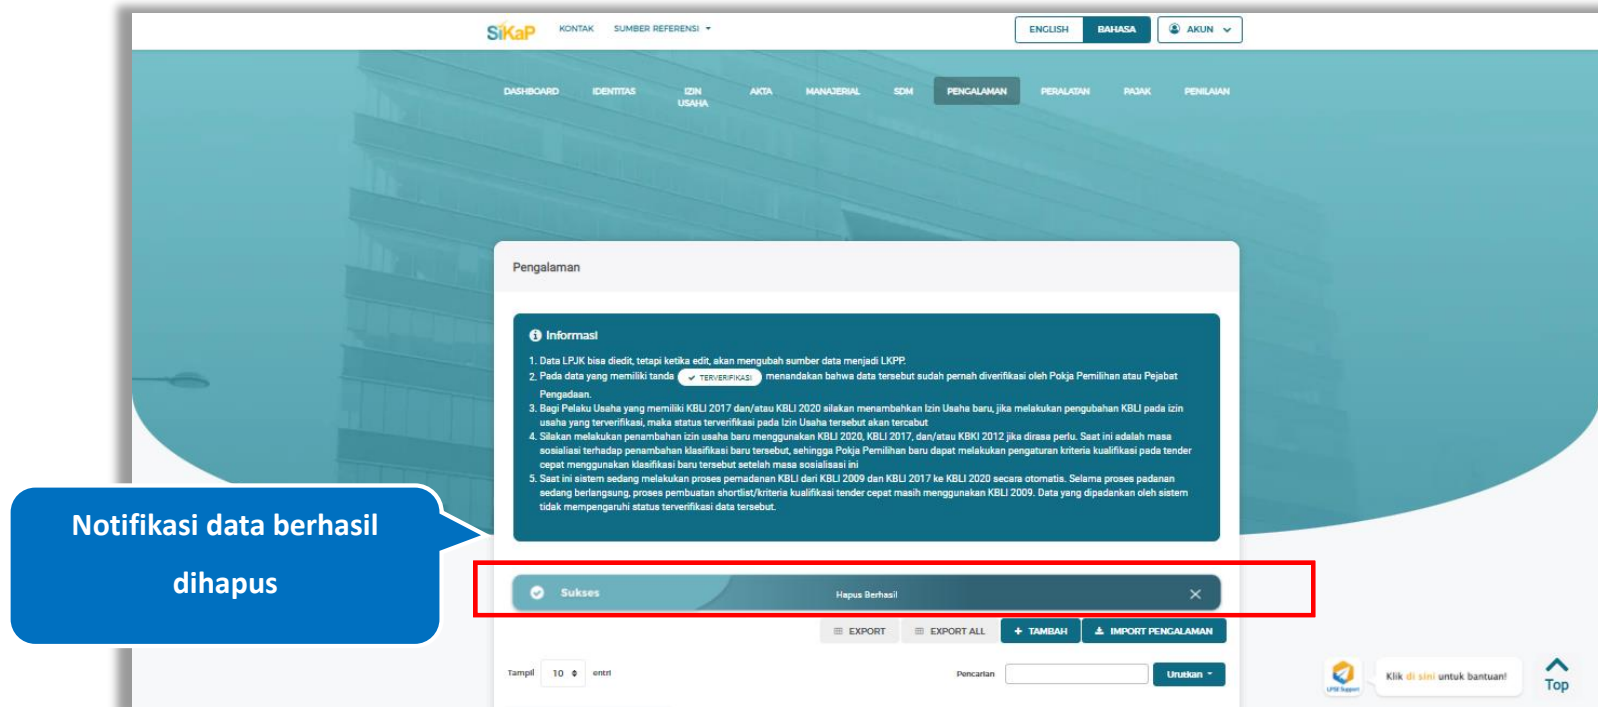 SiKaP KONTAK SUMBER REFERENSI ENGLISH BAHASA AKUN
DASHBOARD IDENTITAS IZIN USAHA AKTA MANAJERIAL SDM PENGALAMAN PERALATAN PAJAK PENILAIAN
Pengalaman
Informasi
1. Data LPJK bisa diedit, tetapi ketika edit, akan mengubah sumber data menjadi LKPP.
2. Pada data yang memiliki tanda TERVERIFIKASI menandakan bahwa data tersebut sudah pernah diverifikasi oleh Pokja Pemilihan atau Pejabat
Pengadaan.
3. Bagi Pelaku Usaha yang memiliki KBLI 2017 dan/atau KBLI 2020 silakan menambahkan Izin Usaha baru, jika melakukan pengubahan KBLI pada izin
usaha yang terverifikasi, maka status terverifikasi pada Izin Usaha tersebut akan tercabut
4. Silakan melakukan penambahan izin usaha baru menggunakan KBLI 2020, KBLI 2017, dan/atau KBKI 2012 jika dirasa perlu. Saat ini adalah masa
sosialiasi terhadap penambahan klasifikasi baru tersebut, sehingga Pokja Pemilihan baru dapat melakukan pengaturan kriteria kualifikasi pada tender
cepat menggunakan klasifikasi baru tersebut setelah masa sosialisasi ini
5. Saat ini sistem sedang melakukan proses pemadanan KBLI dari KBLI 2009 dan KBLI 2017 ke KBLI 2020 secara otomatis. Selama proses padanan
sedang berlangsung, proses pembuatan shortlist/kriteria kualifikasi tender cepat masih menggunakan KBLI 2009. Data yang dipadankan oleh sistem
tidak mempengaruhi status terverifikasi data tersebut.
Notifikasi data berhasil
dihapus
Sukses Hapus Berhasil
EXPORT EXPORT ALL + TAMBAH IMPORT PENGALAMAN
Tampil 10 entri Pencarian Urutkan
LPSE Support Klik di sini untuk bantuan! Top